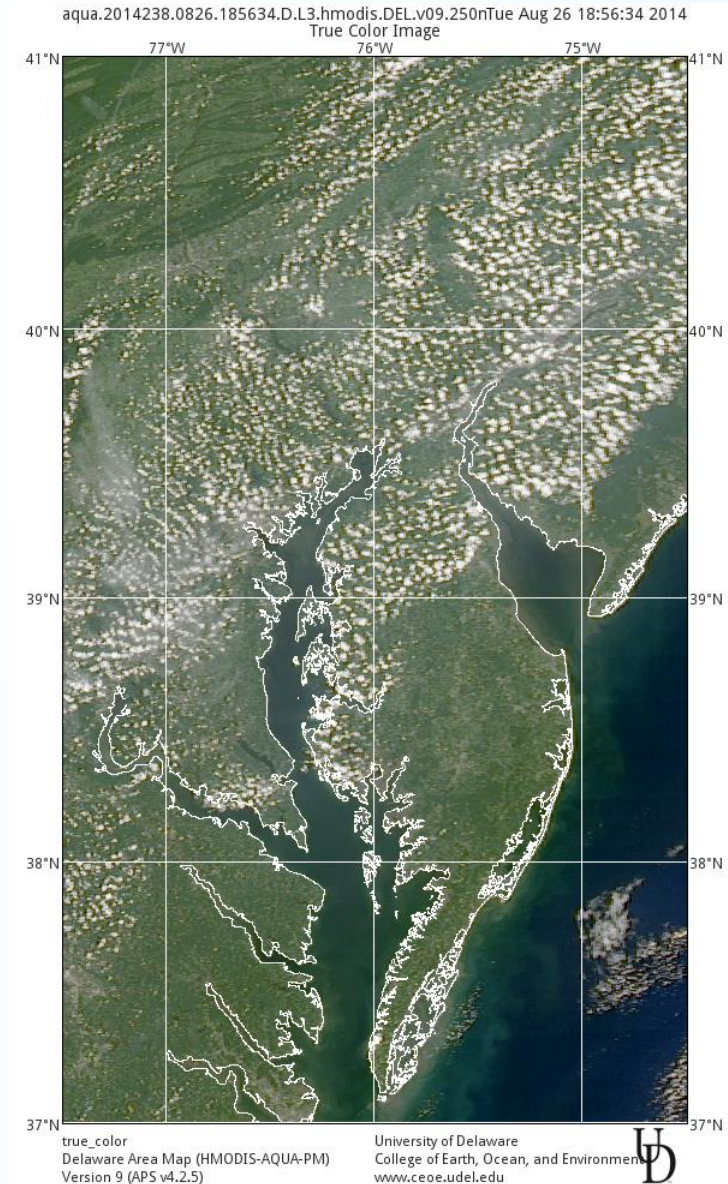 aqua.2014238.0826.185634.D.L3.hmodis.DEL.v09.250nTue Aug 26 18:56:34 2014
True Color Image
77°W 76°W 75°W
41°N 41°N
40°N 40°N
39°N 39°N
38°N 38°N
37°N 37°N
true_color
Delaware Area Map (HMODIS-AQUA-PM)
Version 9 (APS v4.2.5)
University of Delaware
College of Earth, Ocean, and Environment
www.ceoe.udel.edu
UD